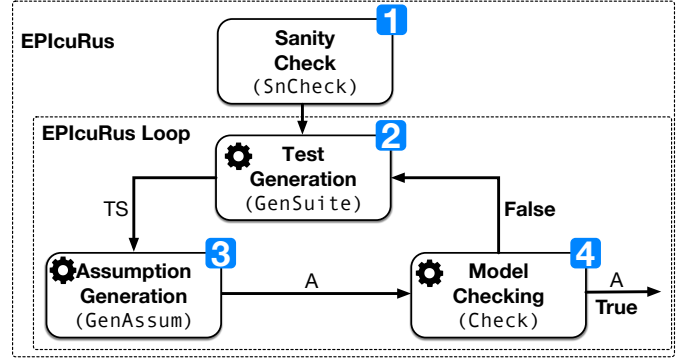 EPIcuRus
1
Sanity
Check
(SnCheck)
EPIcuRus Loop
2
Test
Generation
(GenSuite)
TS
False
3
Assumption
Generation
(GenAssum)
A
4
Model
Checking
(Check)
A
True